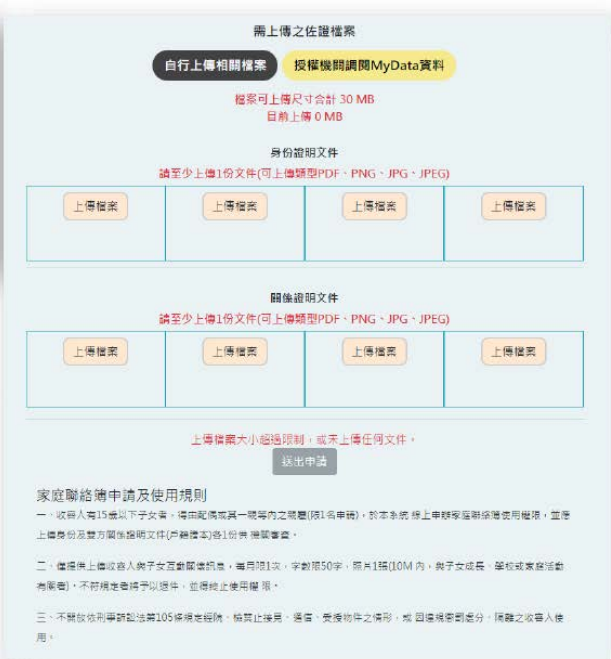 需上傳之佐證檔案
自行上傳相關檔案 授權機關調閱MyData資料
檔案可上傳尺寸合計 30 MB
目前上傳 0 MB
身份證明文件
請至少上傳1份文件(可上傳類型PDF、PNG、JPG、JPEG)
上傳檔案 上傳檔案 上傳檔案 上傳檔案
關係證明文件
請至少上傳1份文件(可上傳類型PDF、PNG、JPG、JPEG)
上傳檔案 上傳檔案 上傳檔案 上傳檔案
上傳檔案大小超過限制，或未上傳任何文件。
送出申請
家庭聯絡簿申請及使用規則
一、收容人有15歲以下子女者，得由配偶或其一親等內之親屬(限1名申請)，於本系統 線上申辦家庭聯絡簿使用權限，並應
上傳身份及雙方關係證明文件(戶籍謄本)各1份供 機關審查。
二、僅提供上傳收容人與子女互動關係訊息，每月限1次，字數限50字，照片1張(10M 內，與子女成長、學校或家庭活動
有關者)。不符規定者將予以退件，並得終止使用權 限。
三、不開放依刑事訴訟法第105條規定經院、檢禁止接見、通信、受授物件之情形，或 因違規懲罰處分、隔離之收容人使
用。